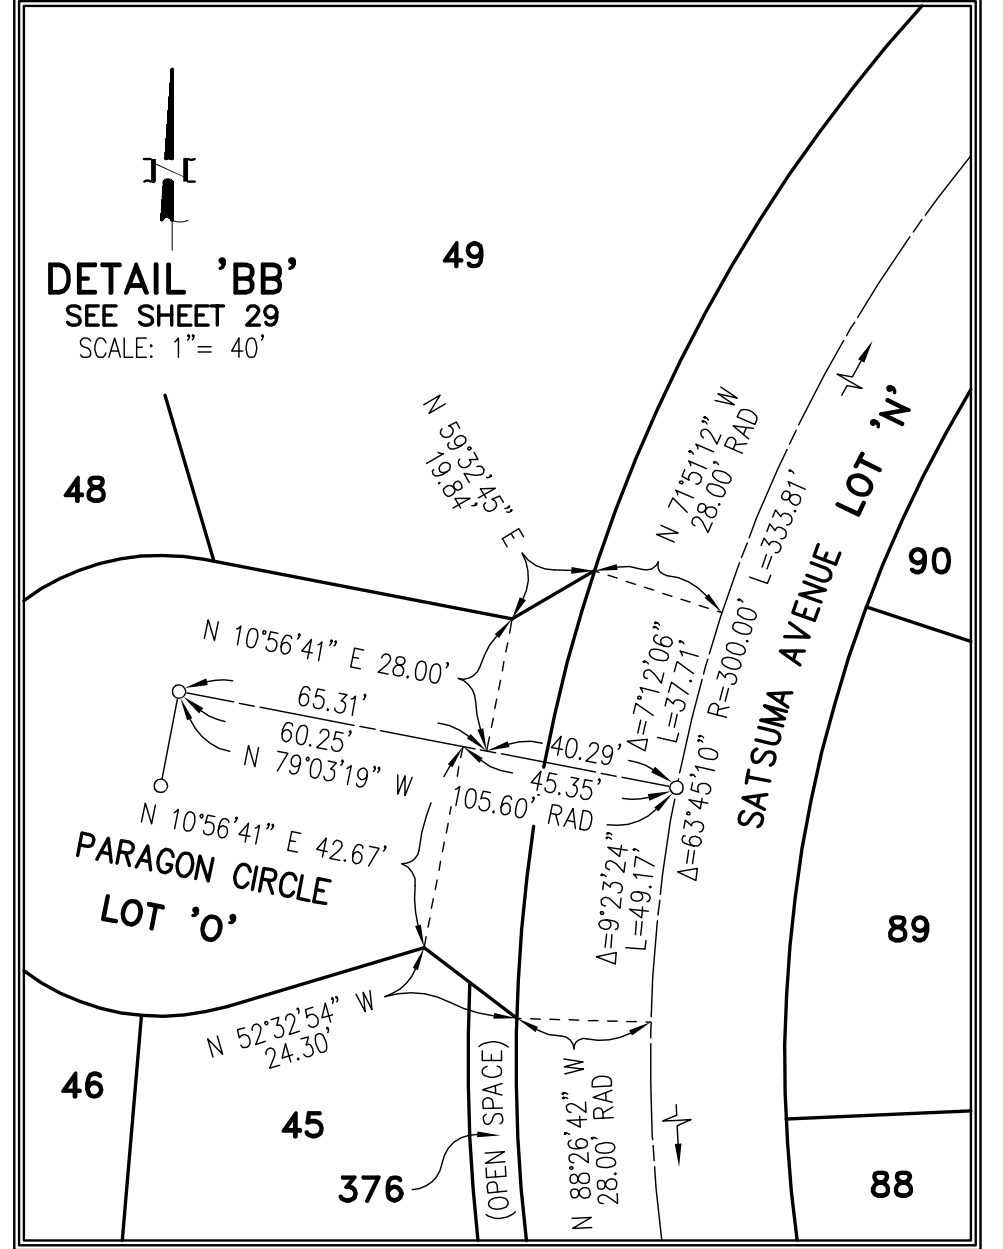 49
DETAIL 'BB'
SEE SHEET 29
SCALE: 1"= 40'
48
N 59°32'45" E
19.84'
N 71°51'12" W
28.00' RAD
LOT 'N'
SATSUMA AVENUE
90
N 10°56'41" E 28.00'
65.31'
60.25'
N 79°03'19" W
40.29'
45.35'
105.60' RAD
Δ=7°12'06"
L=37.71'
Δ=63°45'10" R=300.00' L=333.81'
N 10°56'41" E 42.67'
PARAGON CIRCLE
LOT 'O'
Δ=9°23'24"
L=49.17'
89
N 52°32'54" W
24.30'
46
45
376
(OPEN SPACE)
N 88°26'42" W
28.00' RAD
88